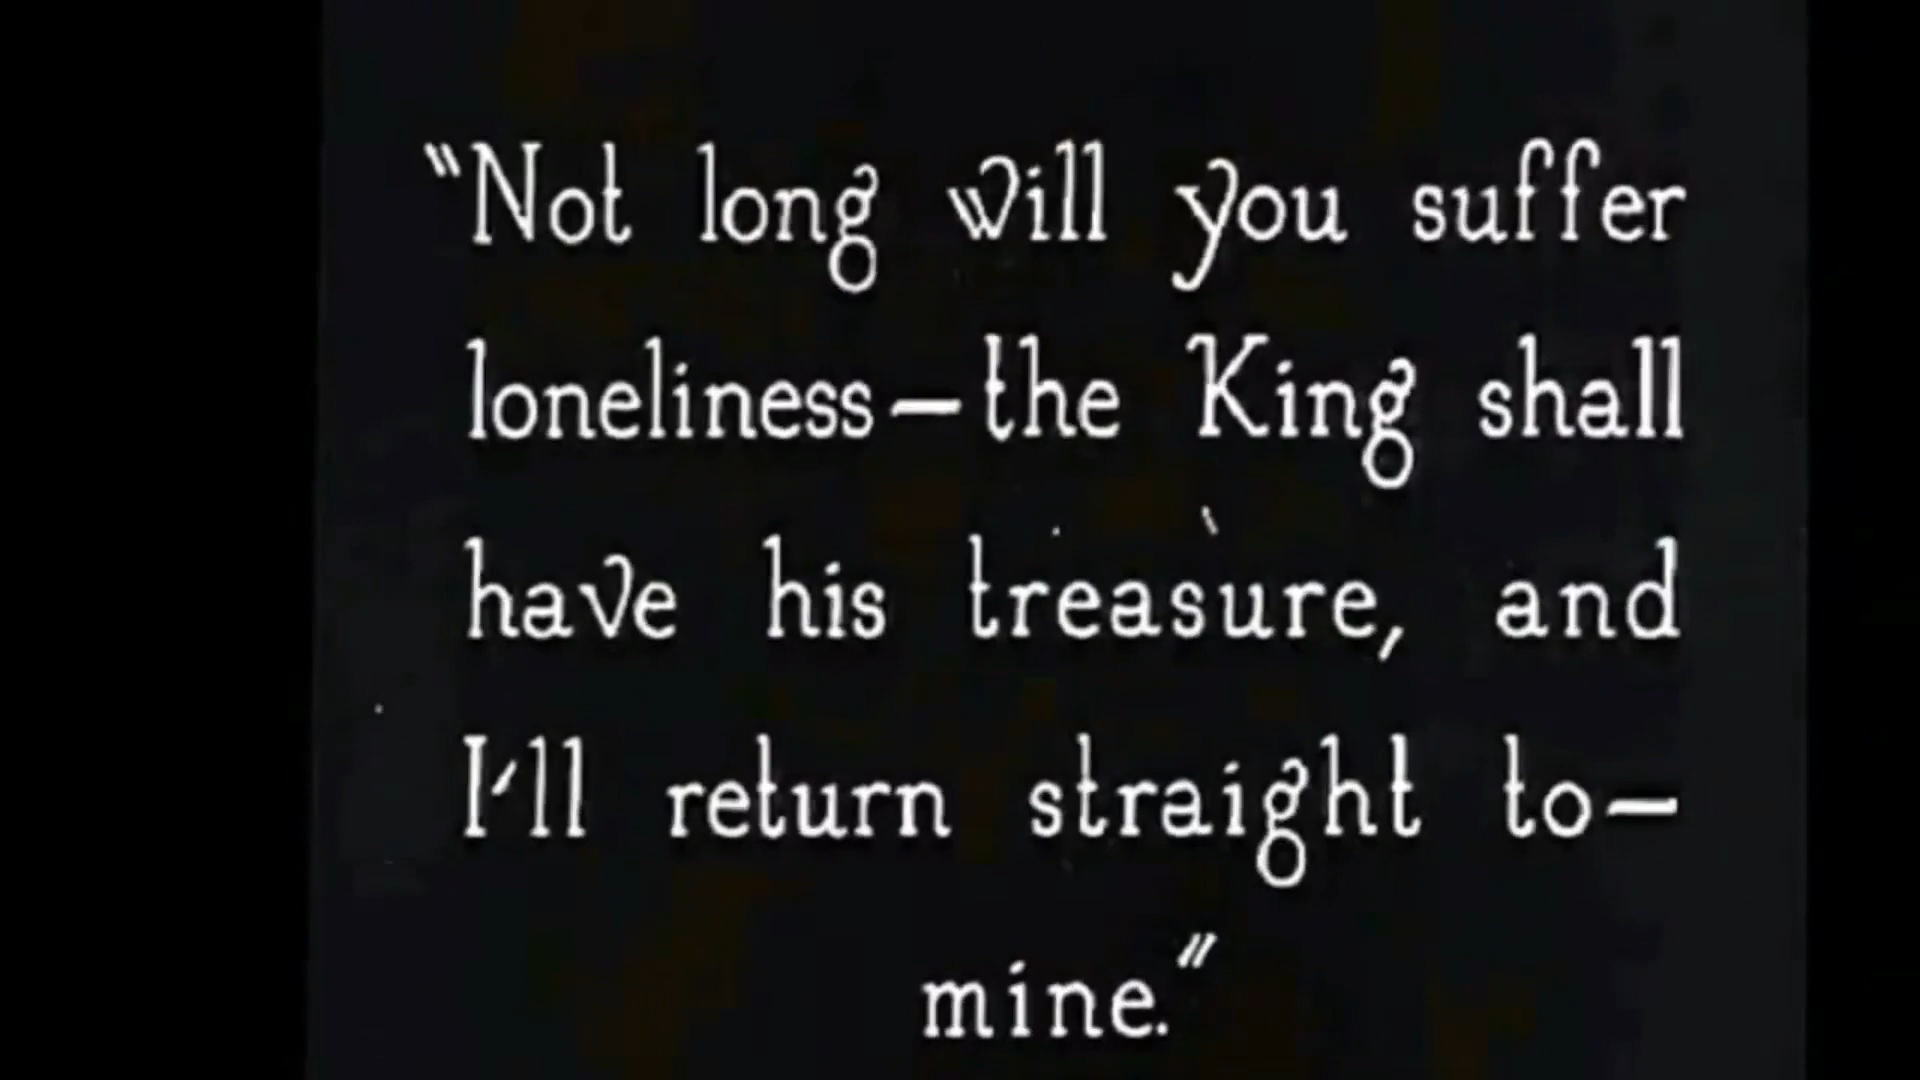 "Not long will you suffer
loneliness—the King shall
have his treasure, and
I'll return straight to—
mine."